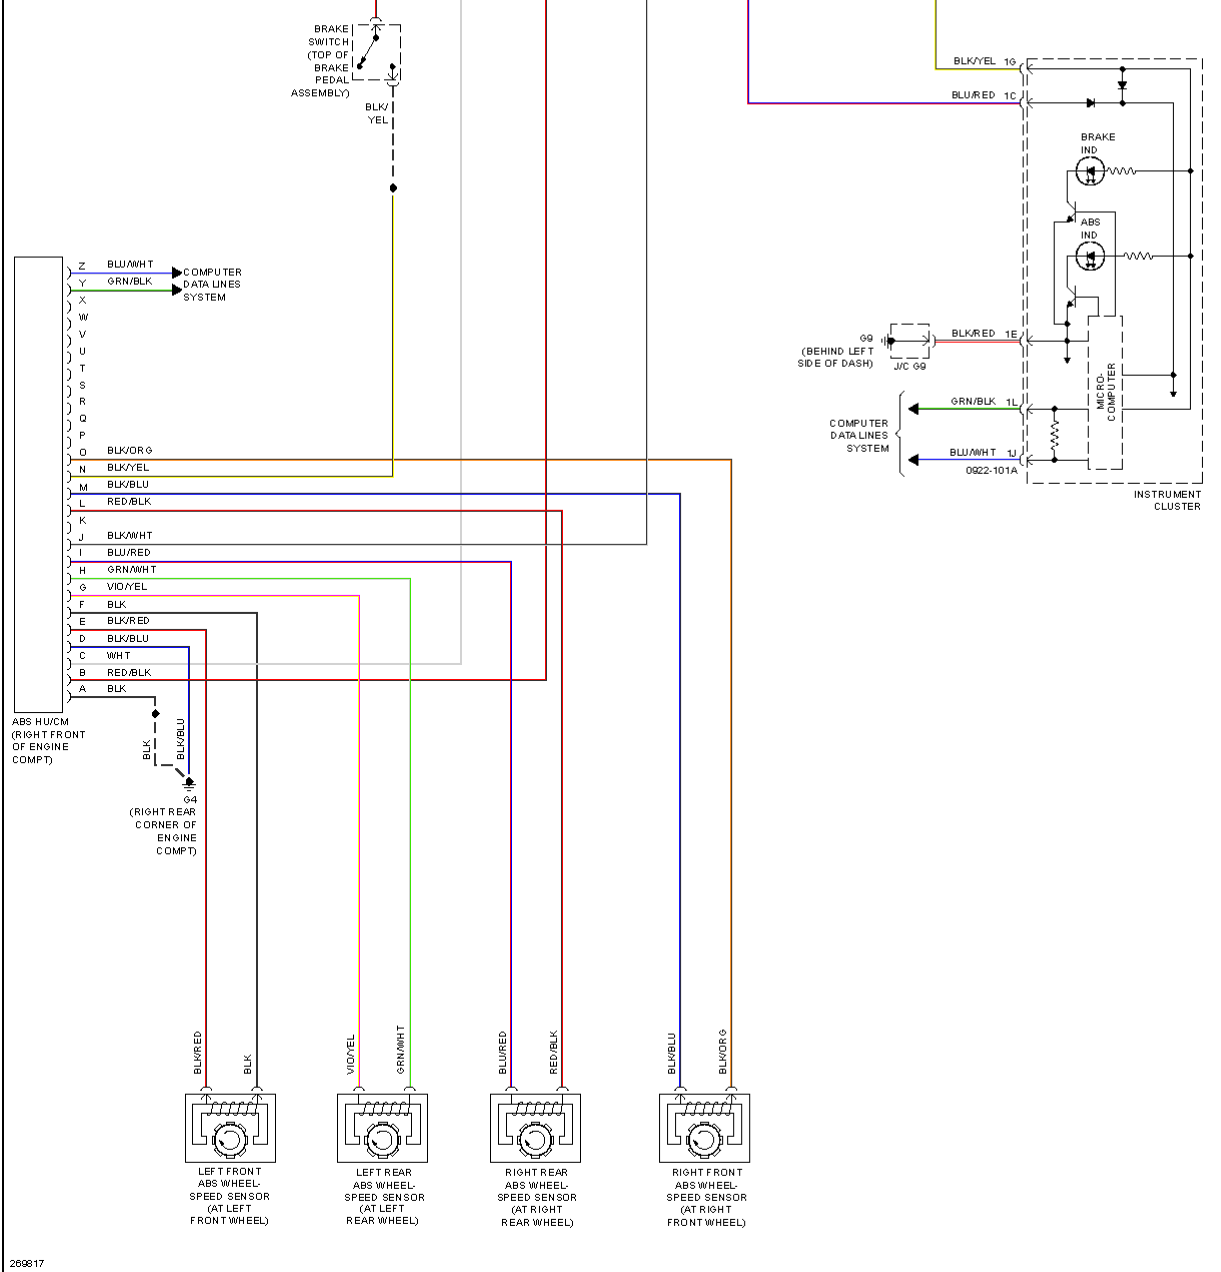 BRAKE
SWITCH
(TOP OF
BRAKE
PEDAL
ASSEMBLY)
BLK/
YEL
BLK/YEL 1G
BLU/RED 1C
BRAKE
IND
ABS
IND
BLK/RED 1E
G9
(BEHIND LEFT
SIDE OF DASH)
J/C G9
MICRO-
COMPUTER
GRN/BLK 1L
COMPUTER
DATA LINES
SYSTEM
BLU/WHT 1J
0922-101A
INSTRUMENT
CLUSTER
Z BLU/WHT
Y GRN/BLK
COMPUTER
DATA LINES
SYSTEM
X
W
V
U
T
S
R
Q
P
O BLK/ORG
N BLK/YEL
M BLK/BLU
L RED/BLK
K
J BLK/WHT
I BLU/RED
H GRN/WHT
G VIO/YEL
F BLK
E BLK/RED
D BLK/BLU
C WHT
B RED/BLK
A BLK
ABS HU/CM
(RIGHT FRONT
OF ENGINE
COMPT)
BLK
BLK/BLU
G4
(RIGHT REAR
CORNER OF
ENGINE
COMPT)
BLK/RED
BLK
VIO/YEL
GRN/WHT
BLU/RED
RED/BLK
BLK/BLU
BLK/ORG
LEFT FRONT
ABS WHEEL-
SPEED SENSOR
(AT LEFT
FRONT WHEEL)
LEFT REAR
ABS WHEEL-
SPEED SENSOR
(AT LEFT
REAR WHEEL)
RIGHT REAR
ABS WHEEL-
SPEED SENSOR
(AT RIGHT
REAR WHEEL)
RIGHT FRONT
ABS WHEEL-
SPEED SENSOR
(AT RIGHT
FRONT WHEEL)
269817